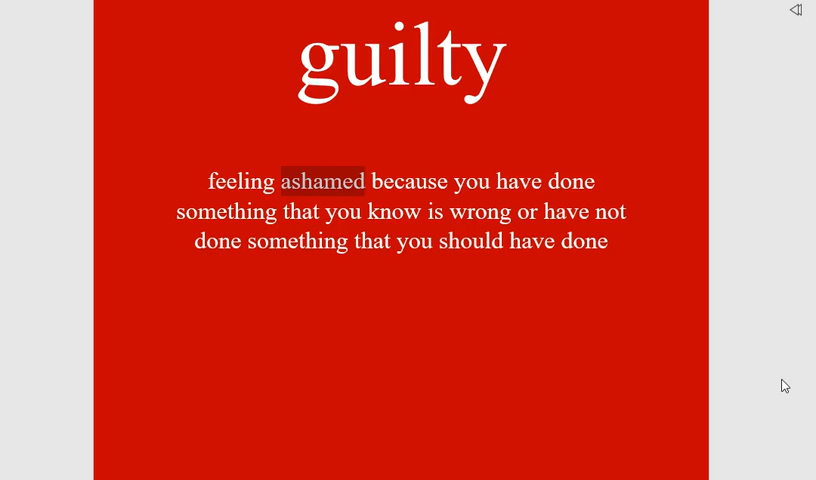 guilty
feeling ashamed because you have done
something that you know is wrong or have not
done something that you should have done